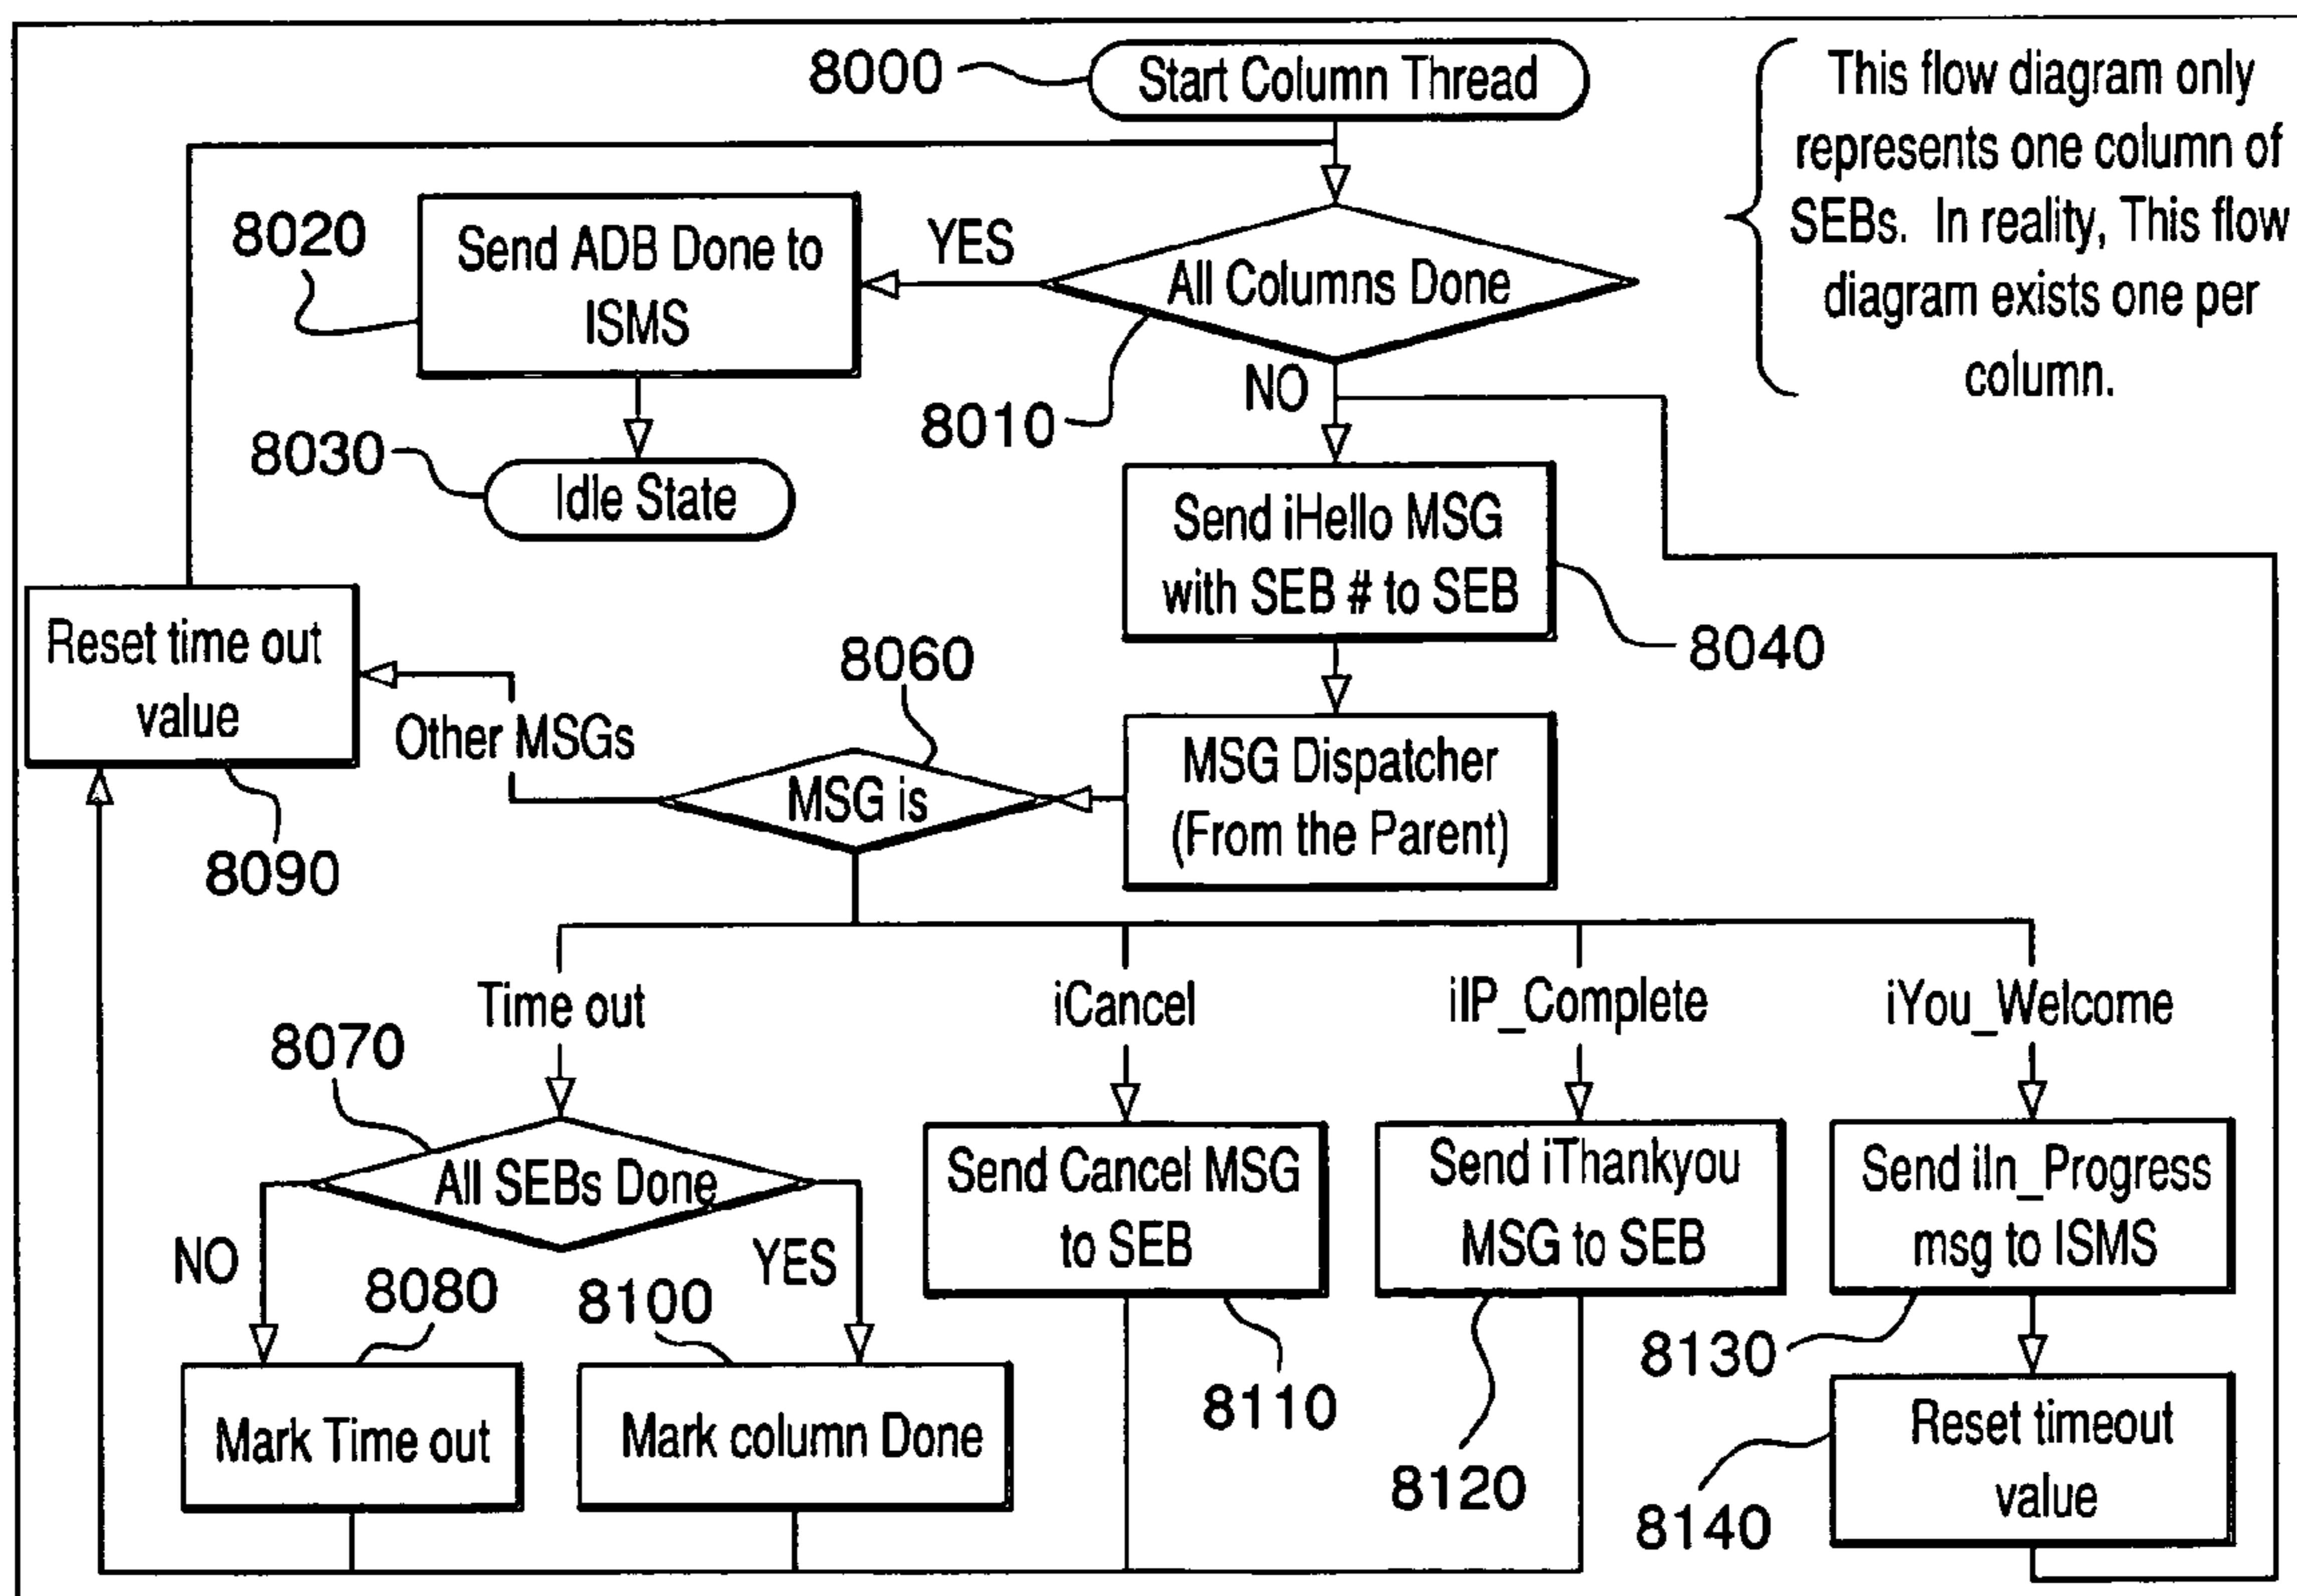 8000
Start Column Thread
This flow diagram only
represents one column of
SEBs. In reality, This flow
diagram exists one per
column.
8020
Send ADB Done to
ISMS
YES
All Columns Done
8010
NO
8030
Idle State
Send iHello MSG
with SEB # to SEB
8040
Reset time out
value
8090
Other MSGs
8060
MSG is
MSG Dispatcher
(From the Parent)
Time out
iCancel
iIP_Complete
iYou_Welcome
8070
All SEBs Done
NO
YES
Send Cancel MSG
to SEB
Send iThankyou
MSG to SEB
Send iIn_Progress
msg to ISMS
8080
8100
8110
8120
8130
Mark Time out
Mark column Done
Reset timeout
value
8140